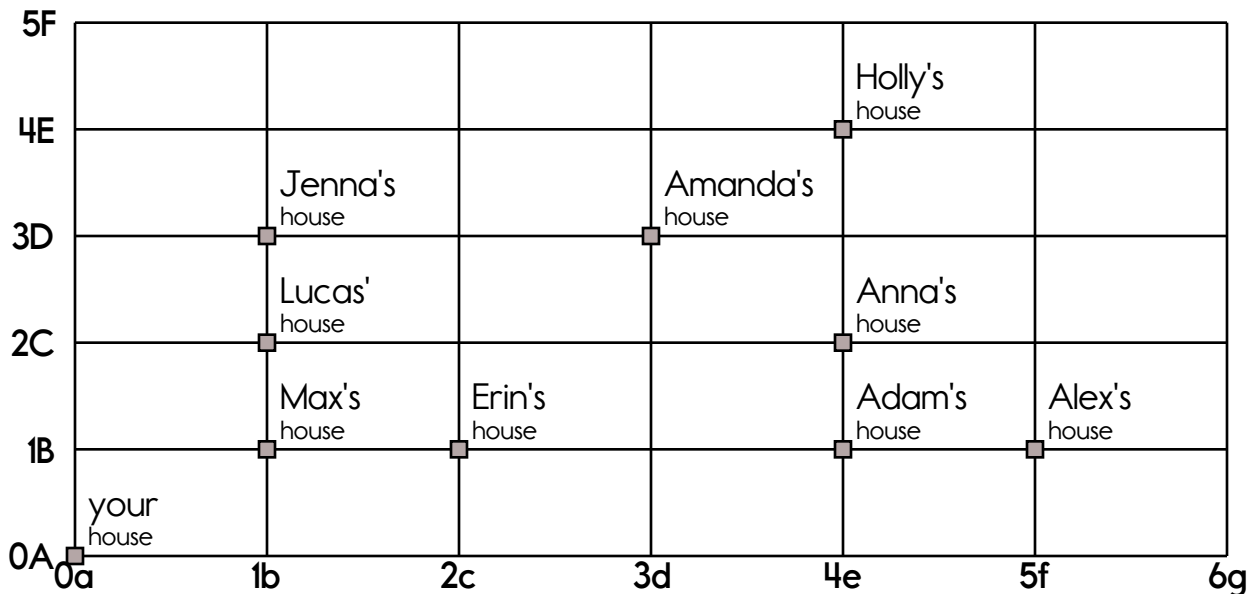 5F
Holly's
house
4E
Jenna's
house
Amanda's
house
3D
Lucas'
house
Anna's
house
2C
Max's
house
Erin's
house
Adam's
house
Alex's
house
1B
your
house
0A
0a 1b 2c 3d 4e 5f 6g